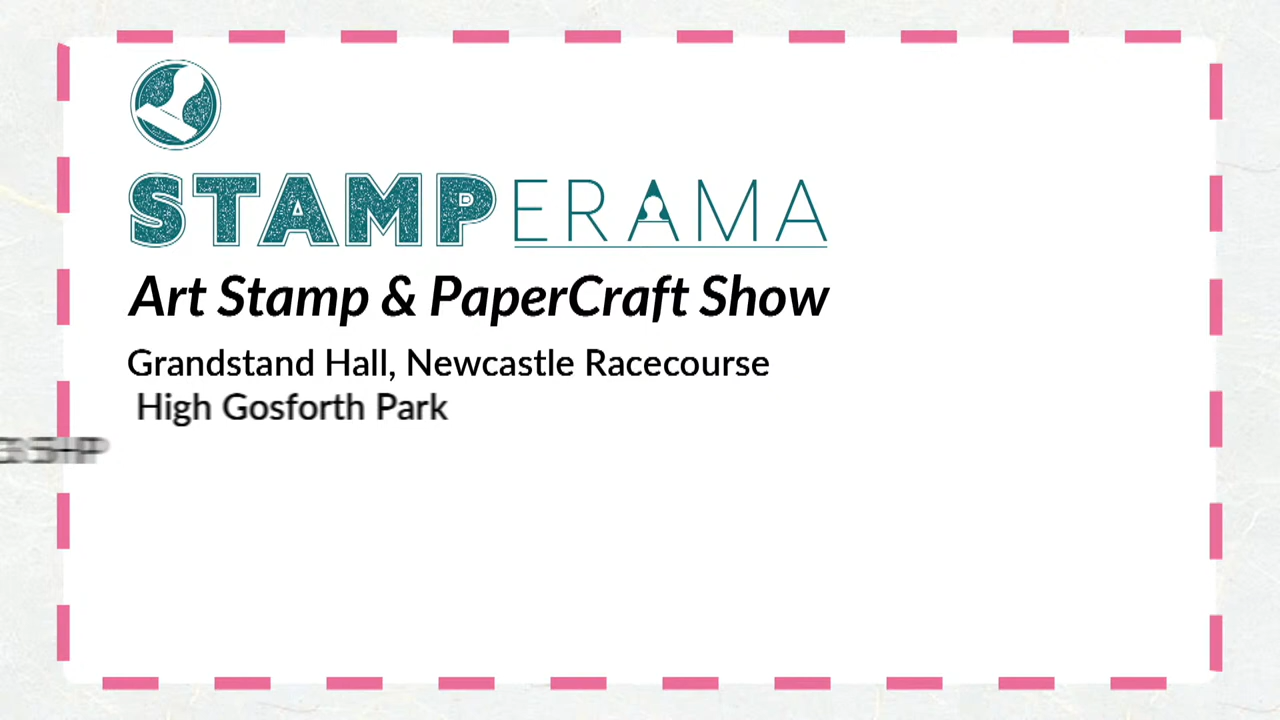 STAMPERAMA
Art Stamp & PaperCraft Show
Grandstand Hall, Newcastle Racecourse
High Gosforth Park